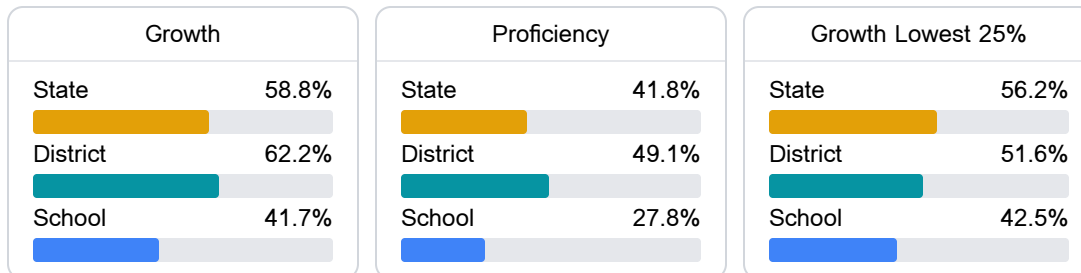 Growth
State 58.8%
District 62.2%
School 41.7%
Proficiency
State 41.8%
District 49.1%
School 27.8%
Growth Lowest 25%
State 56.2%
District 51.6%
School 42.5%